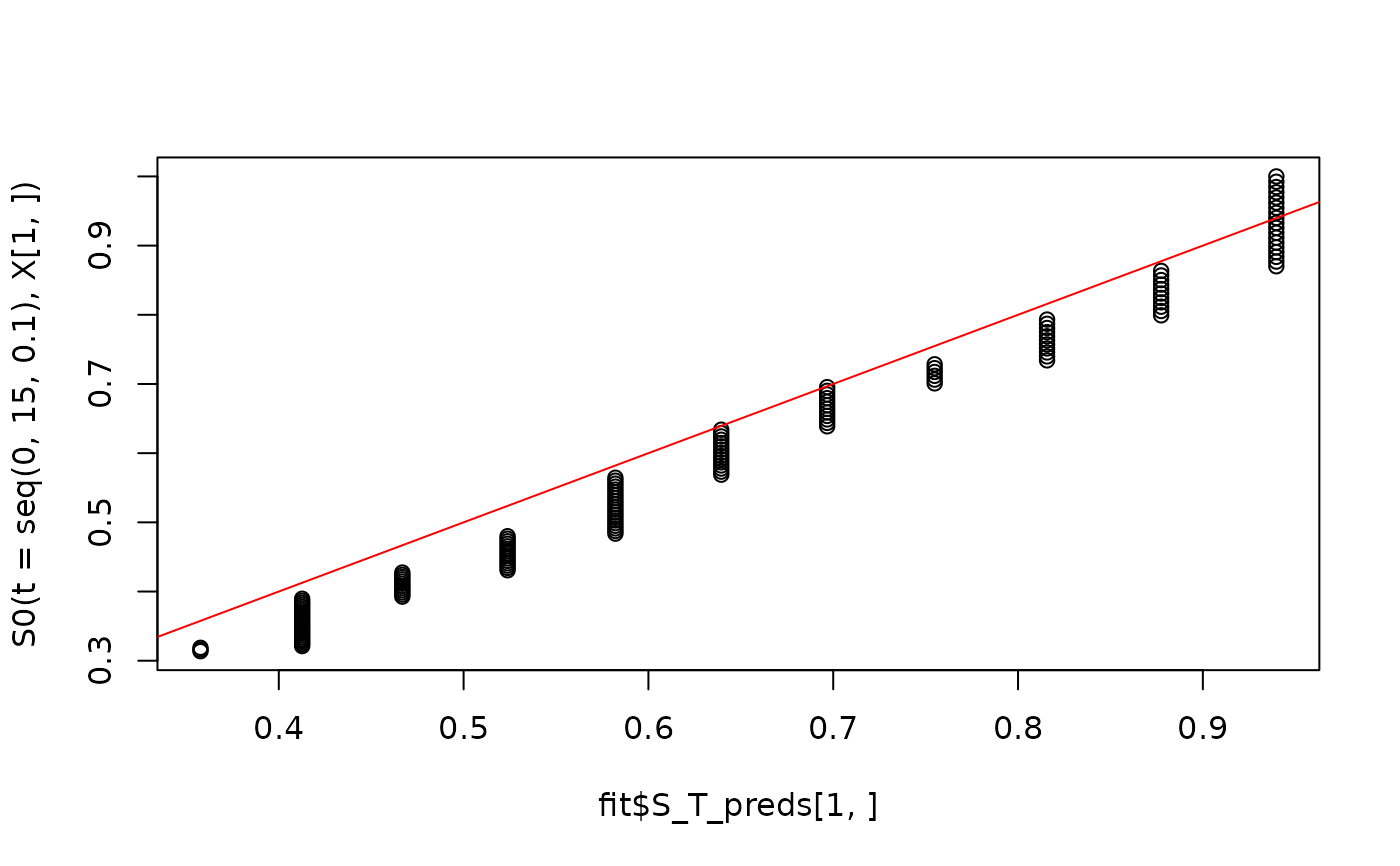 S0(t = seq(0, 15, 0.1), X[1, ])
0.9
0.7
0.5
0.3
0.4 0.5 0.6 0.7 0.8 0.9
fit$S_T_preds[1, ]